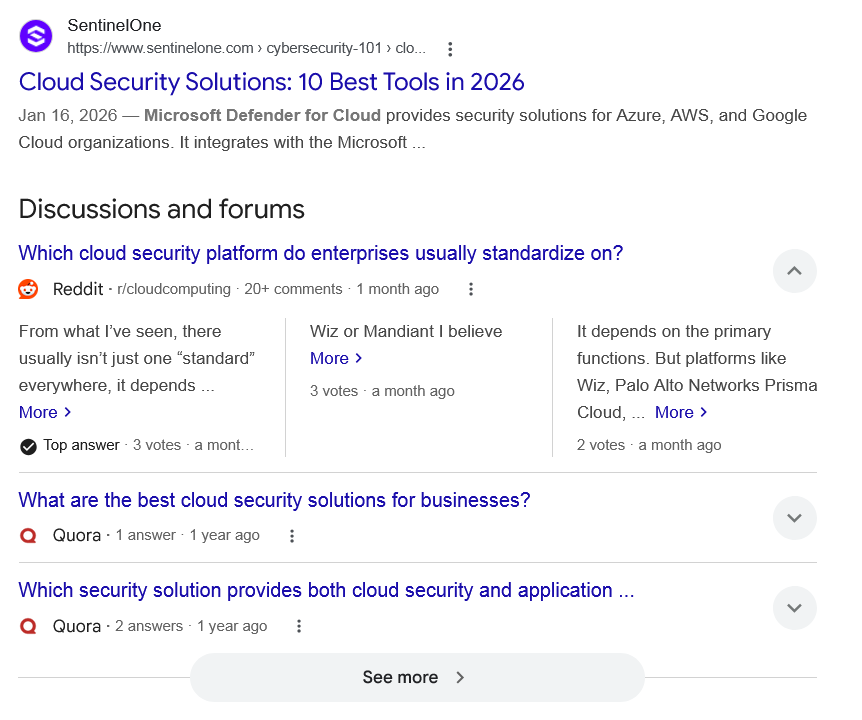 SentinelOne
https://www.sentinelone.com › cybersecurity-101 › clo...
Cloud Security Solutions: 10 Best Tools in 2026
Jan 16, 2026 — Microsoft Defender for Cloud provides security solutions for Azure, AWS, and Google
Cloud organizations. It integrates with the Microsoft ...
Discussions and forums
Which cloud security platform do enterprises usually standardize on?
Reddit · r/cloudcomputing · 20+ comments · 1 month ago
From what I’ve seen, there
usually isn’t just one “standard”
everywhere, it depends ...
More ›
Top answer · 3 votes · a mont...
Wiz or Mandiant I believe
More ›
3 votes · a month ago
It depends on the primary
functions. But platforms like
Wiz, Palo Alto Networks Prisma
Cloud, ... More ›
2 votes · a month ago
What are the best cloud security solutions for businesses?
Quora · 1 answer · 1 year ago
Which security solution provides both cloud security and application ...
Quora · 2 answers · 1 year ago
See more ›